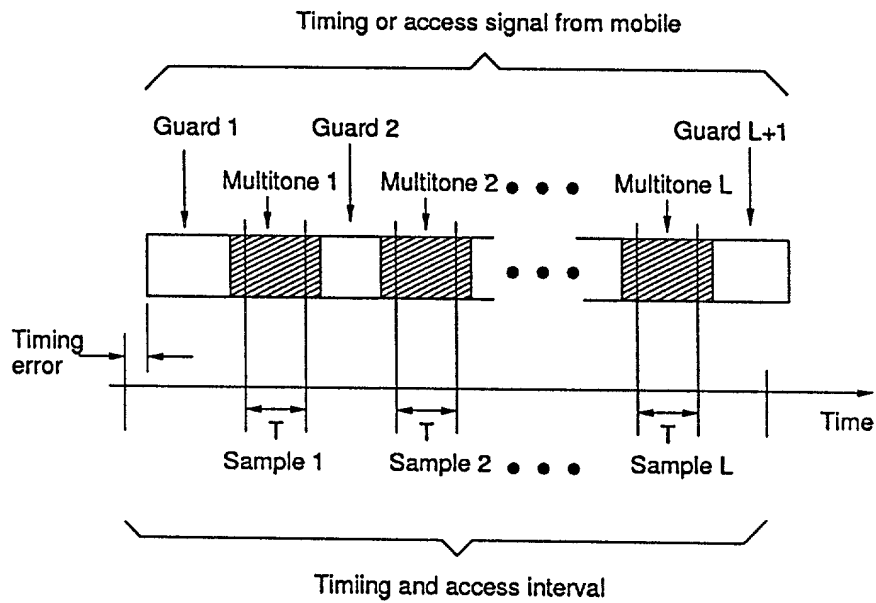 Timing or access signal from mobile
Guard 1 Guard 2 Guard L+1
Multitone 1 Multitone 2 Multitone L
Timing
error
Time
T T T
Sample 1 Sample 2 Sample L
Timiing and access interval